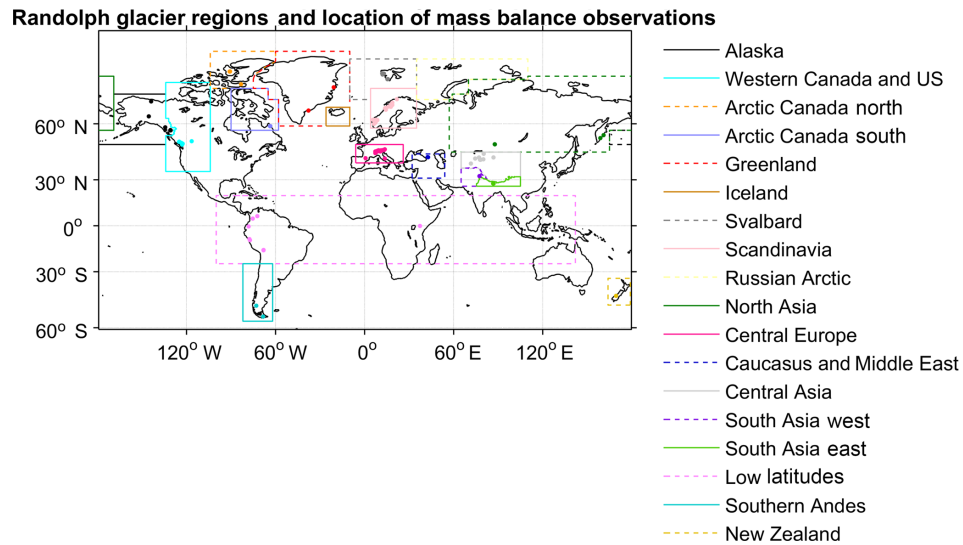 Randolph glacier regions and location of mass balance observations
60° N
30° N
0°
30° S
60° S
120° W
60° W
0°
60° E
120° E
Alaska
Western Canada and US
Arctic Canada north
Arctic Canada south
Greenland
Iceland
Svalbard
Scandinavia
Russian Arctic
North Asia
Central Europe
Caucasus and Middle East
Central Asia
South Asia west
South Asia east
Low latitudes
Southern Andes
New Zealand